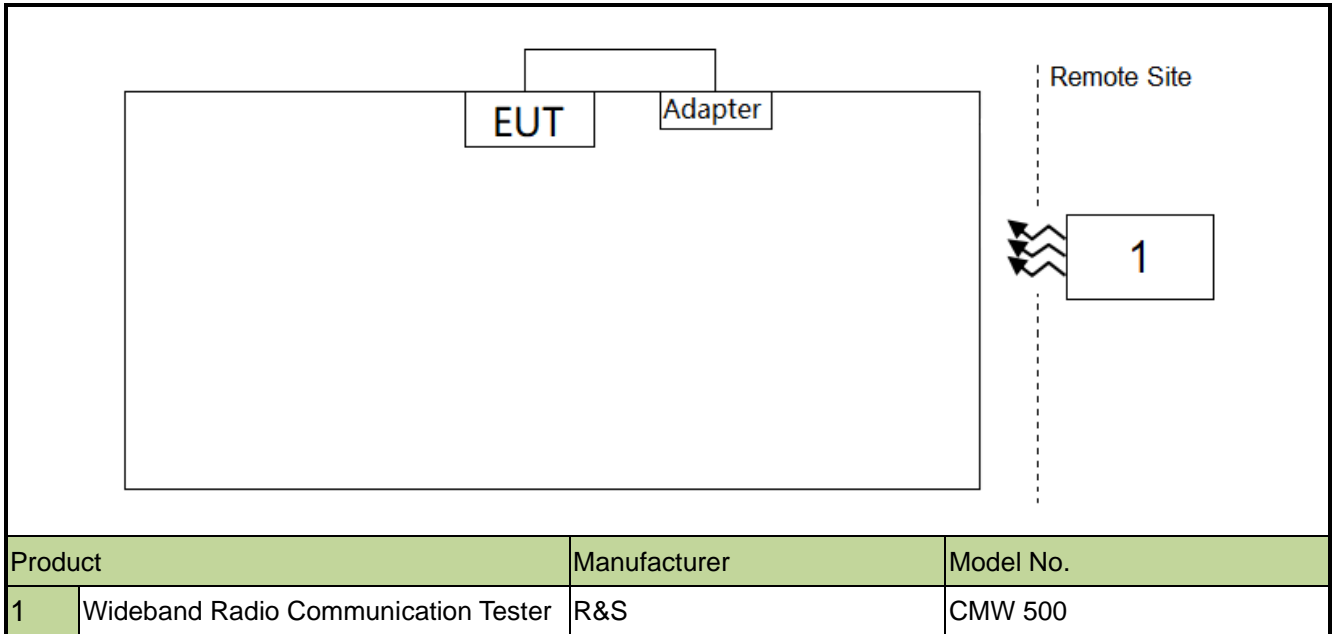 Remote Site
EUT
Adapter
1
Product Manufacturer Model No.
1 Wideband Radio Communication Tester R&S CMW 500